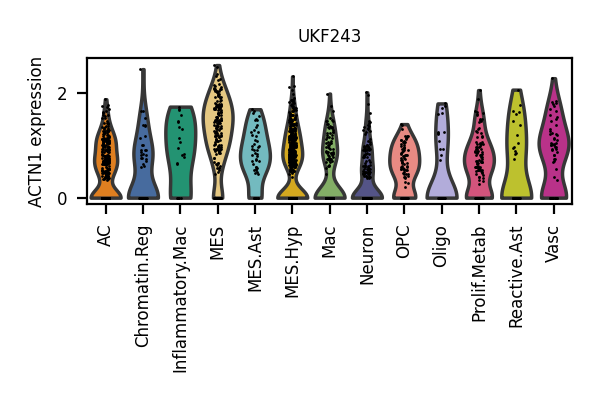 UKF243
ACTN1 expression
2
0
AC
Chromatin.Reg
Inflammatory.Mac
MES
MES.Ast
MES.Hyp
Mac
Neuron
OPC
Oligo
Prolif.Metab
Reactive.Ast
Vasc